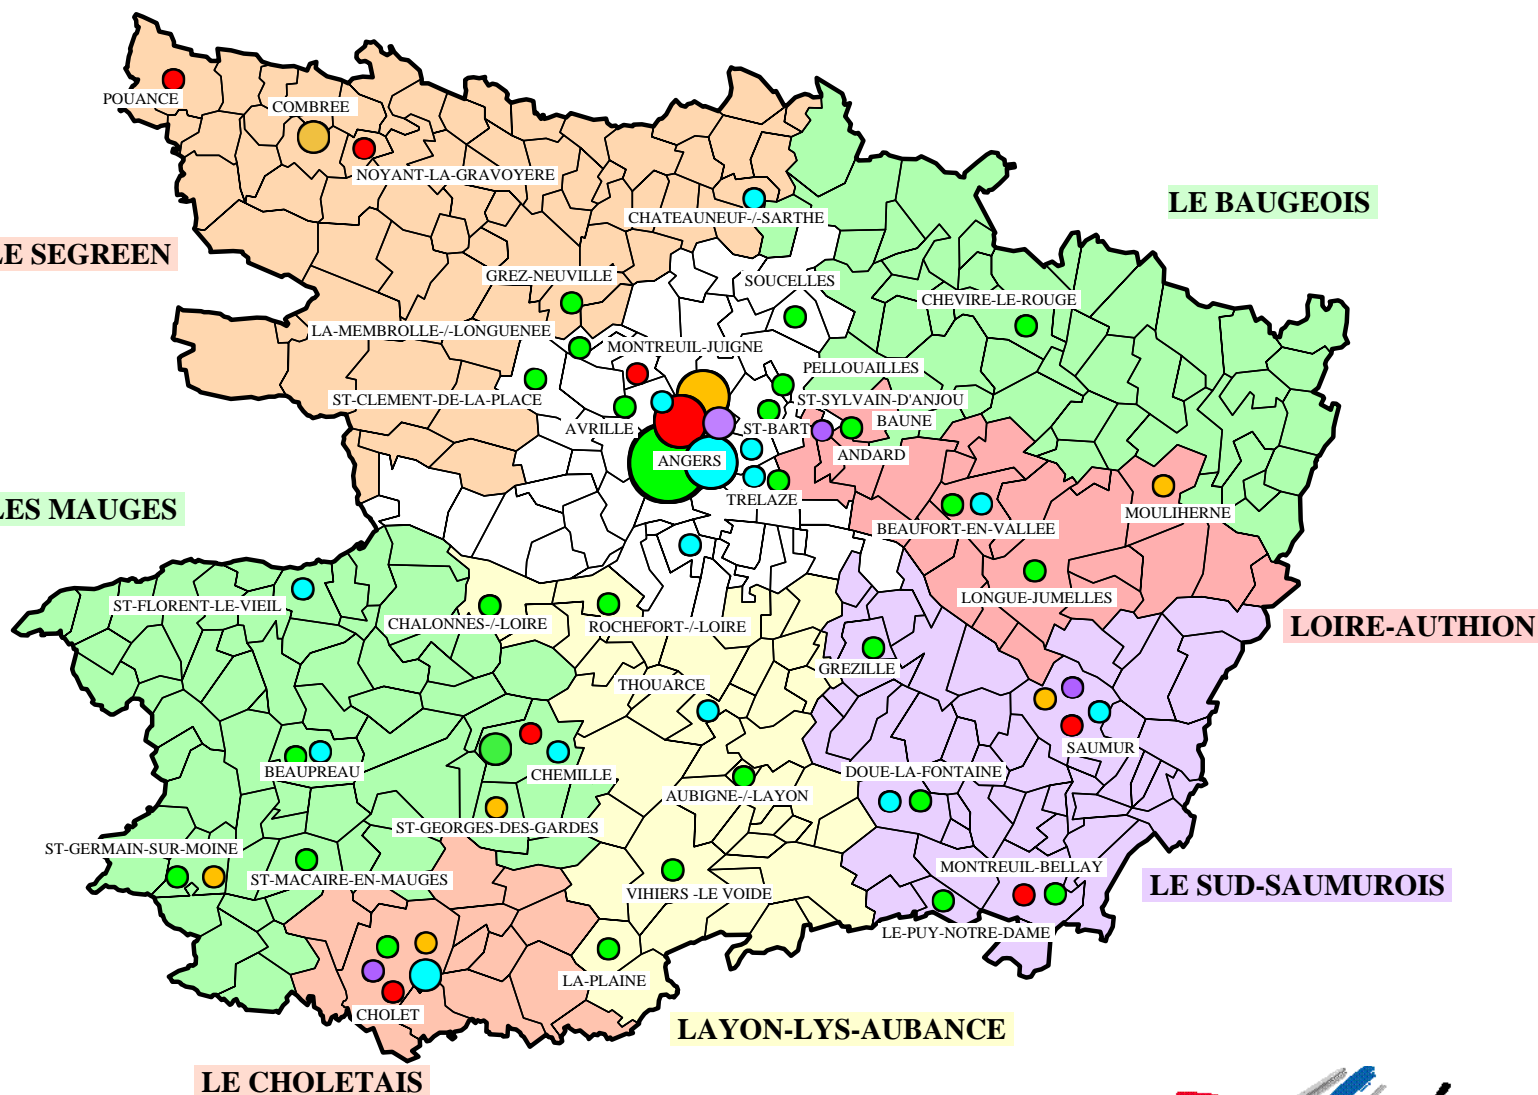 POUANCE
COMBREE
NOYANT-LA-GRAVOYERE
CHATEAUNEUF-/-SARTHE
LE BAUGEOIS
LE SEGREEN
GREZ-NEUVILLE
SOUCELLES
CHEVIRE-LE-ROUGE
LA-MEMBROLLE-/-LONGUENEE
MONTREUIL-JUIGNE
PELLOUAILLES
ST-CLEMENT-DE-LA-PLACE
ST-SYLVAIN-D'ANJOU
AVRILLE
ST-BART
BAUNE
ANGERS
ANDARD
TRELAZE
LES MAUGES
BEAUFORT-EN-VALLEE
MOULIHERNE
ST-FLORENT-LE-VIEIL
CHALONNES-/-LOIRE
ROCHEFORT-/-LOIRE
LONGUE-JUMELLES
LOIRE-AUTHION
GREZILLE
THOUARCE
SAUMUR
BEAUPREAU
CHEMILLE
DOUE-LA-FONTAINE
AUBIGNE-/-LAYON
ST-GEORGES-DES-GARDES
ST-GERMAIN-SUR-MOINE
ST-MACAIRE-EN-MAUGES
VIHIERS -LE VOIDE
MONTREUIL-BELLAY
LE SUD-SAUMUROIS
LE-PUY-NOTRE-DAME
LA-PLAINE
CHOLET
LAYON-LYS-AUBANCE
LE CHOLETAIS